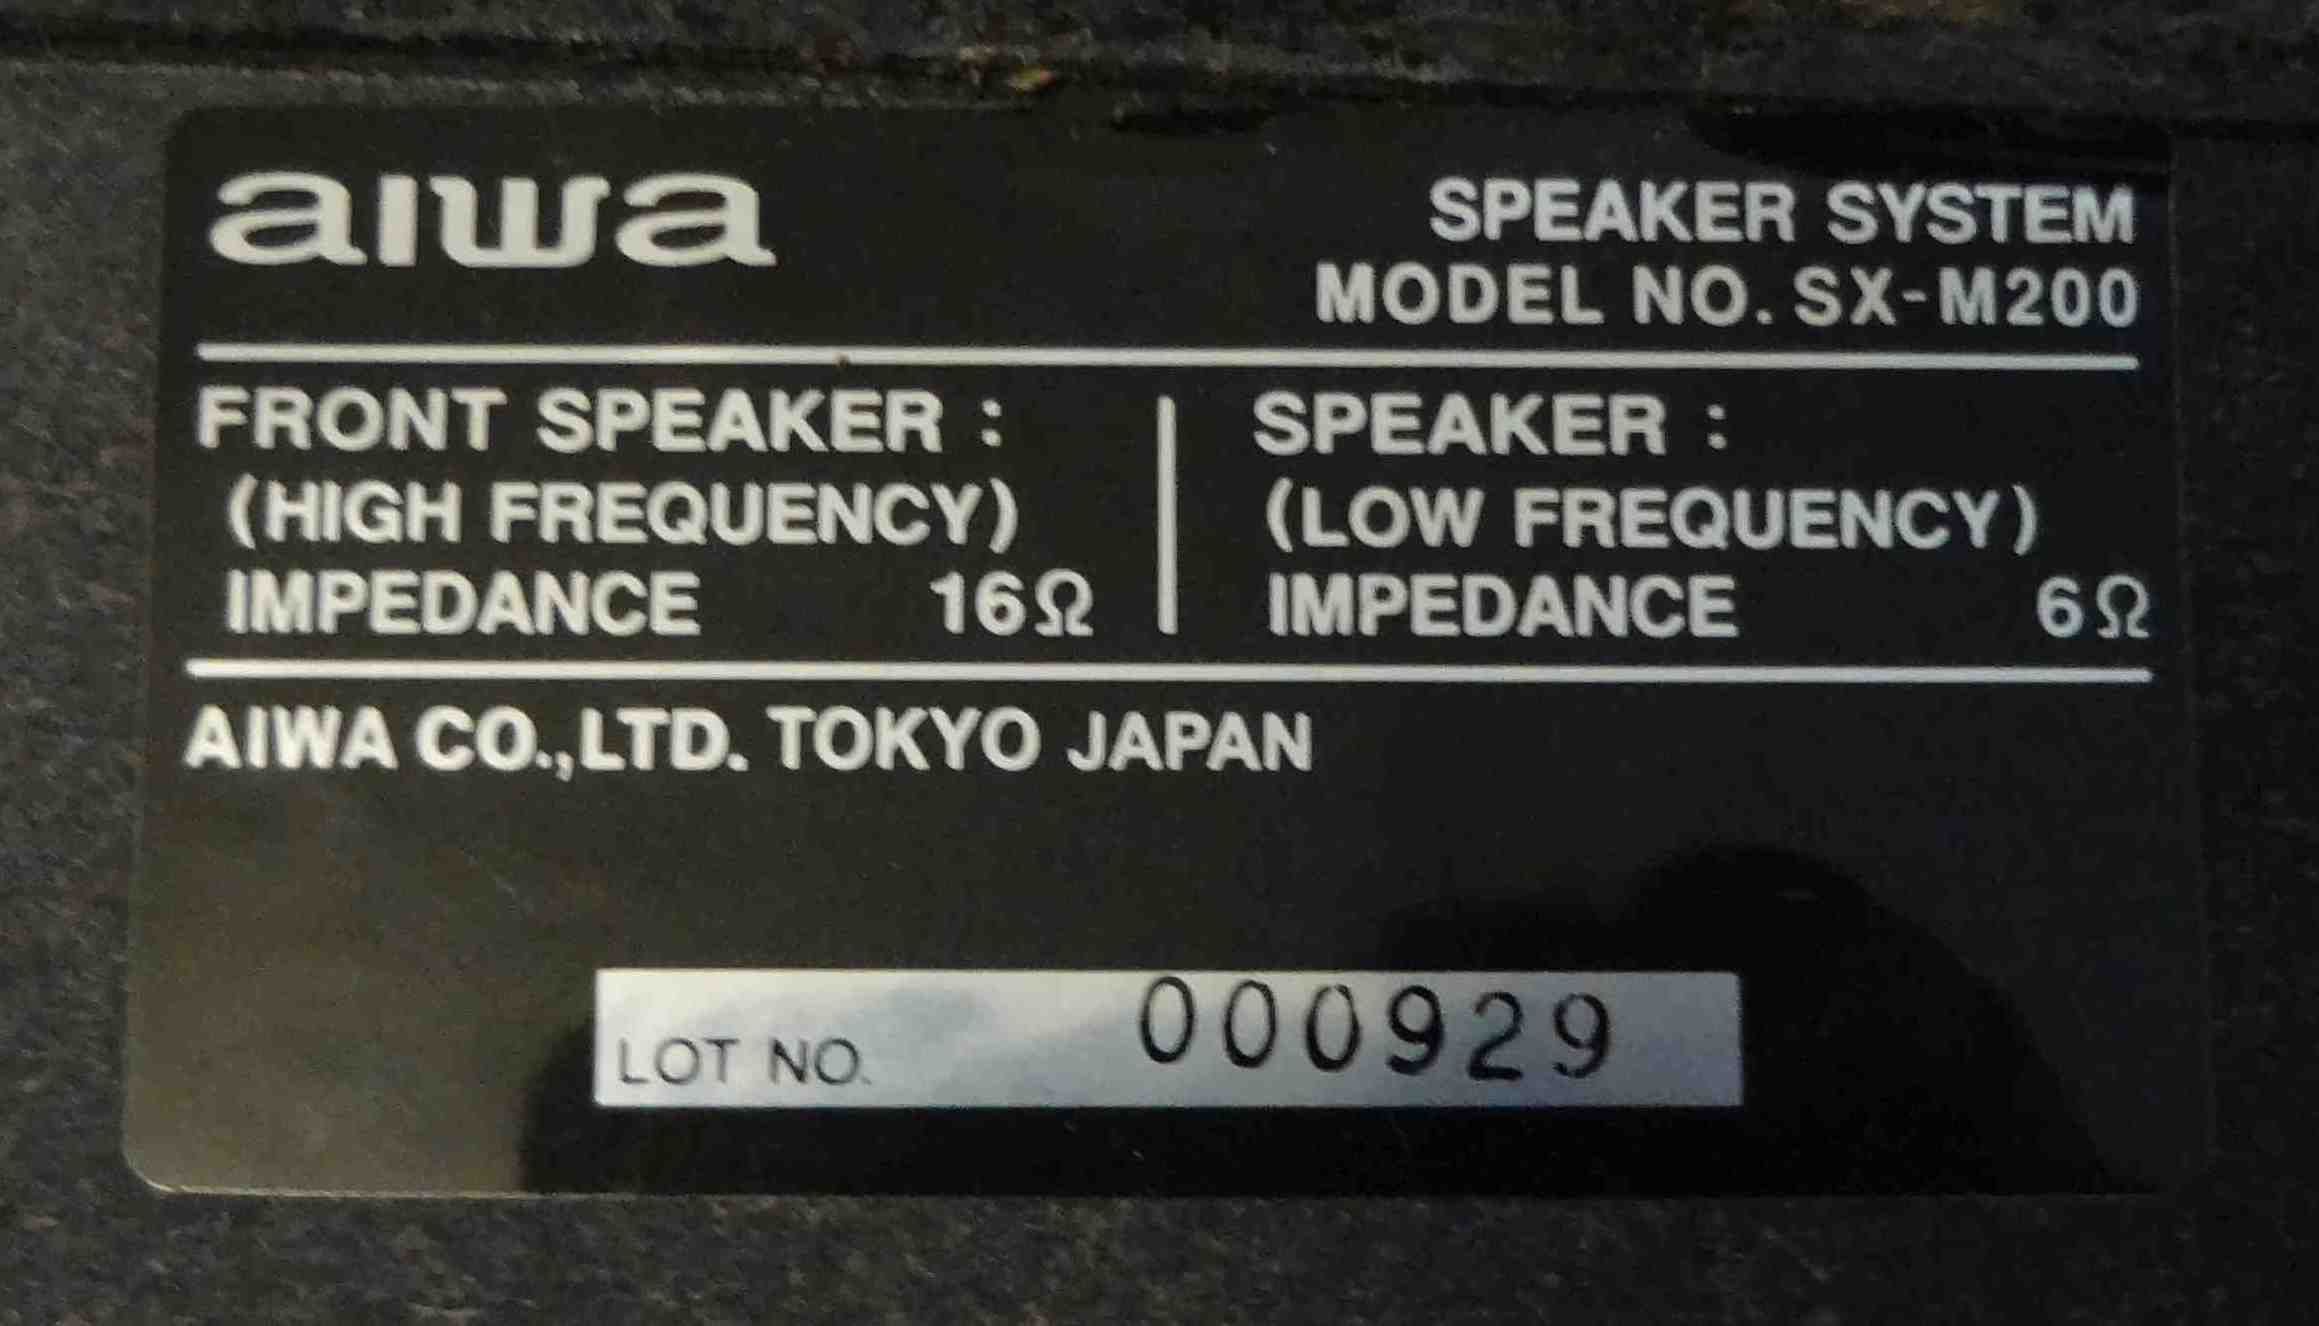 aiwa
SPEAKER SYSTEM
MODEL NO. SX-M200
FRONT SPEAKER :
(HIGH FREQUENCY)
IMPEDANCE 16Ω
SPEAKER :
(LOW FREQUENCY)
IMPEDANCE 6Ω
AIWA CO.,LTD. TOKYO JAPAN
LOT NO. 000929